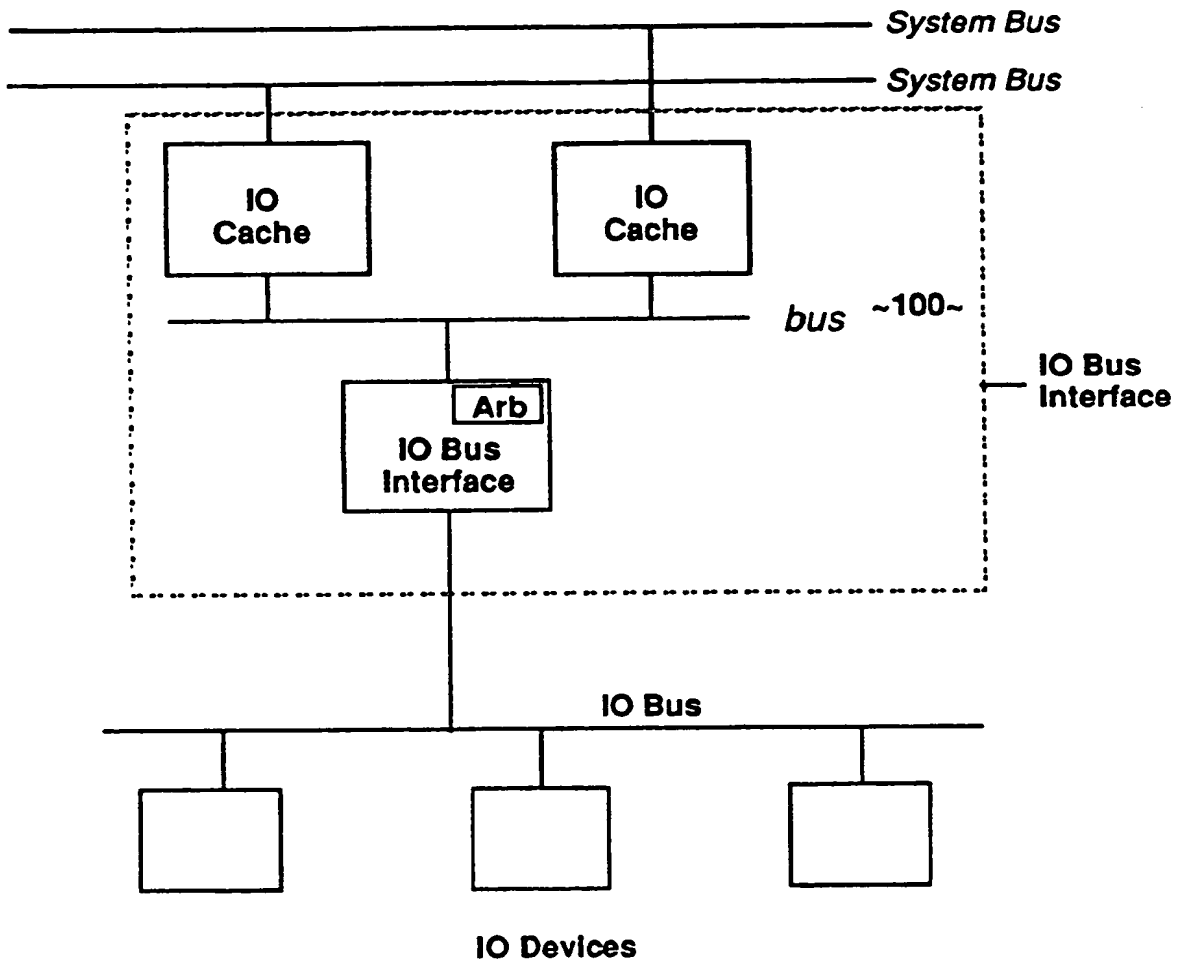 System Bus
System Bus
IO
Cache
IO
Cache
bus ~100~
IO Bus
Interface
Arb
IO Bus
Interface
IO Bus
IO Devices